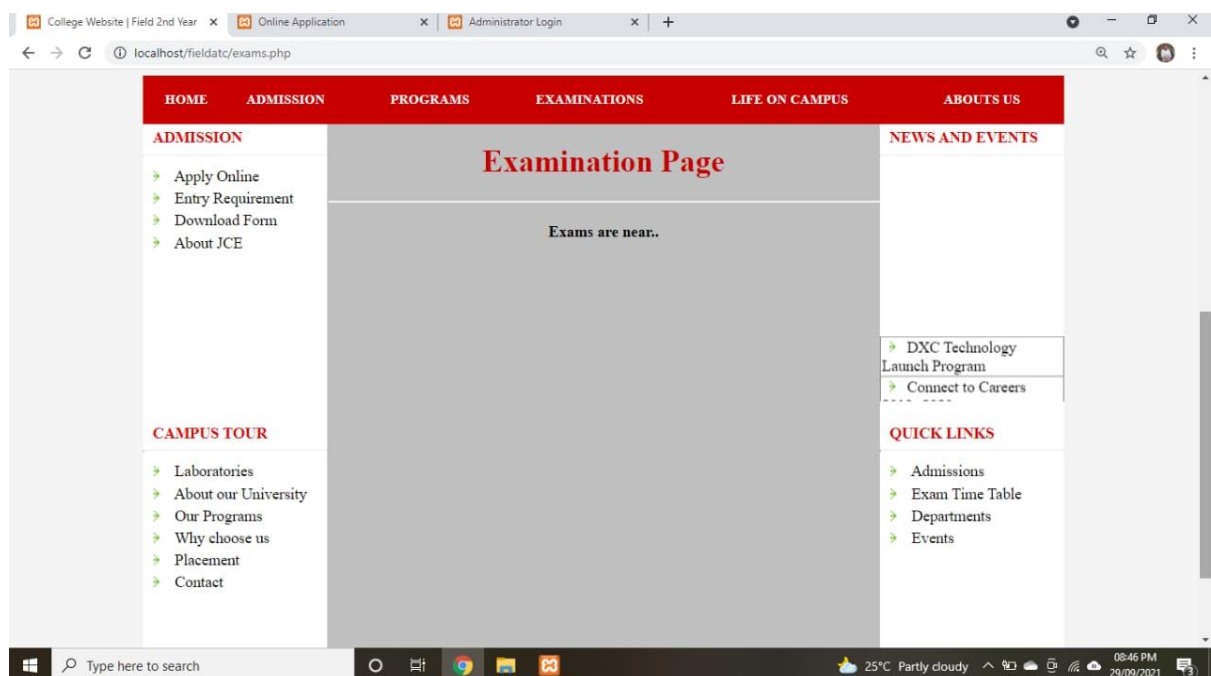 College Website | Field 2nd Year
Online Application
Administrator Login
localhost/fieldatc/exams.php
HOME ADMISSION PROGRAMS EXAMINATIONS LIFE ON CAMPUS ABOUTS US
ADMISSION
Apply Online
Entry Requirement
Download Form
About JCE
CAMPUS TOUR
Laboratories
About our University
Our Programs
Why choose us
Placement
Contact
Examination Page
Exams are near..
NEWS AND EVENTS
DXC Technology
Launch Program
Connect to Careers
QUICK LINKS
Admissions
Exam Time Table
Departments
Events
Type here to search
25°C Partly cloudy
08:46 PM
29/09/2021
3